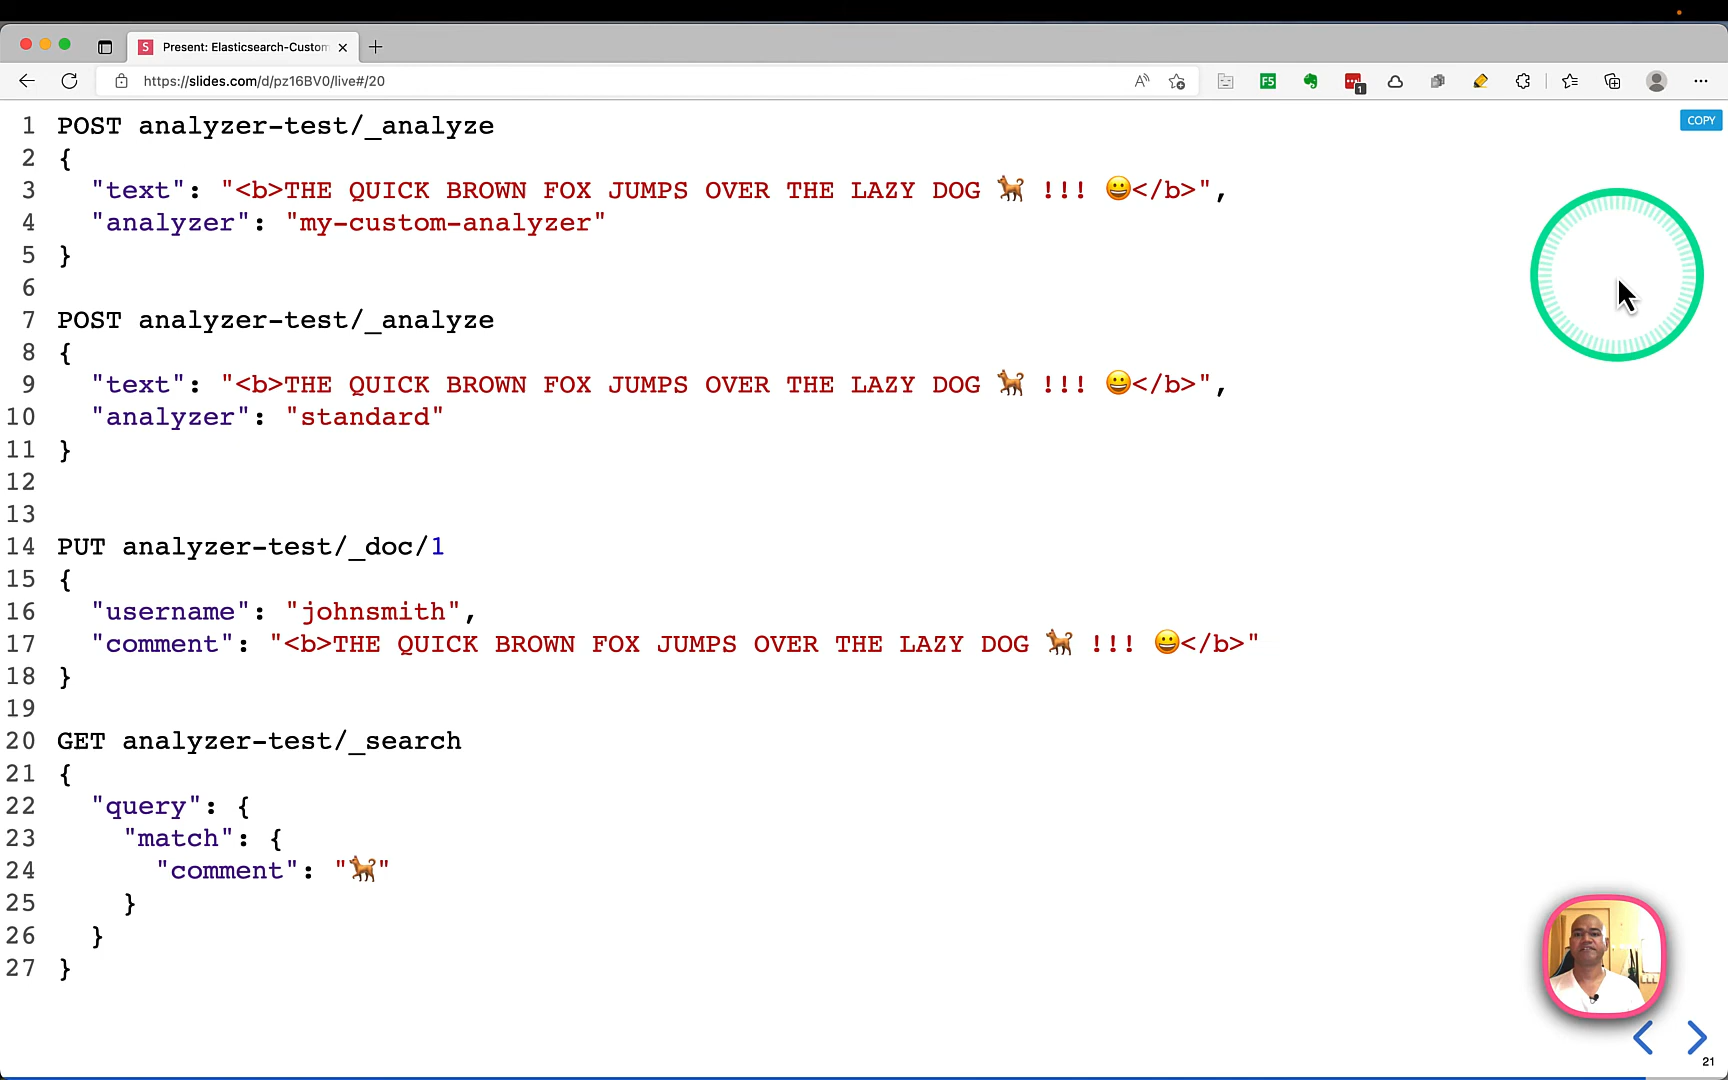 Present: Elasticsearch-Custom
https://slides.com/d/pz16BV0/live#/20
F5
1
COPY
1 POST analyzer-test/_analyze
2 {
3 "text": "<b>THE QUICK BROWN FOX JUMPS OVER THE LAZY DOG 🐕 !!! 😀</b>",
4 "analyzer": "my-custom-analyzer"
5 }
6
7 POST analyzer-test/_analyze
8 {
9 "text": "<b>THE QUICK BROWN FOX JUMPS OVER THE LAZY DOG 🐕 !!! 😀</b>",
10 "analyzer": "standard"
11 }
12
13
14 PUT analyzer-test/_doc/1
15 {
16 "username": "johnsmith",
17 "comment": "<b>THE QUICK BROWN FOX JUMPS OVER THE LAZY DOG 🐕 !!! 😀</b>"
18 }
19
20 GET analyzer-test/_search
21 {
22 "query": {
23 "match": {
24 "comment": "🐕"
25 }
26 }
27 }
21